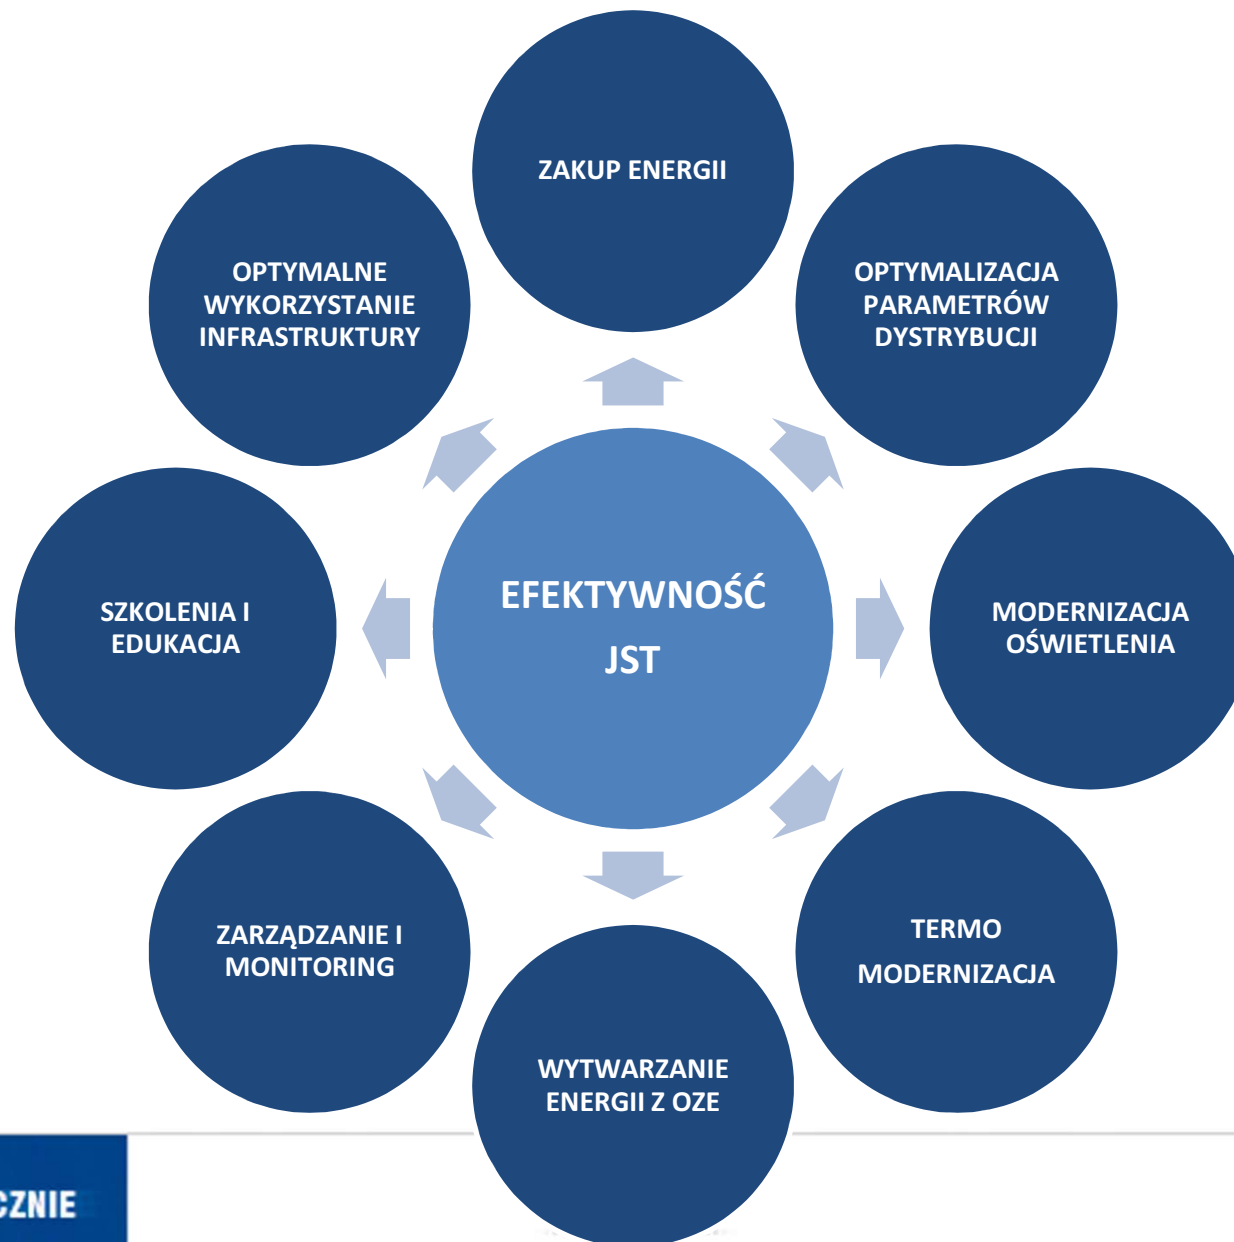 ZAKUP ENERGII
OPTYMALIZACJA
PARAMETRÓW
DYSTRYBUCJI
MODERNIZACJA
OŚWIETLENIA
TERMO
MODERNIZACJA
WYTWARZANIE
ENERGII Z OZE
ZARZĄDZANIE I
MONITORING
SZKOLENIA I
EDUKACJA
OPTYMALNE
WYKORZYSTANIE
INFRASTRUKTURY
EFEKTYWNOŚĆ
JST
CZNIE